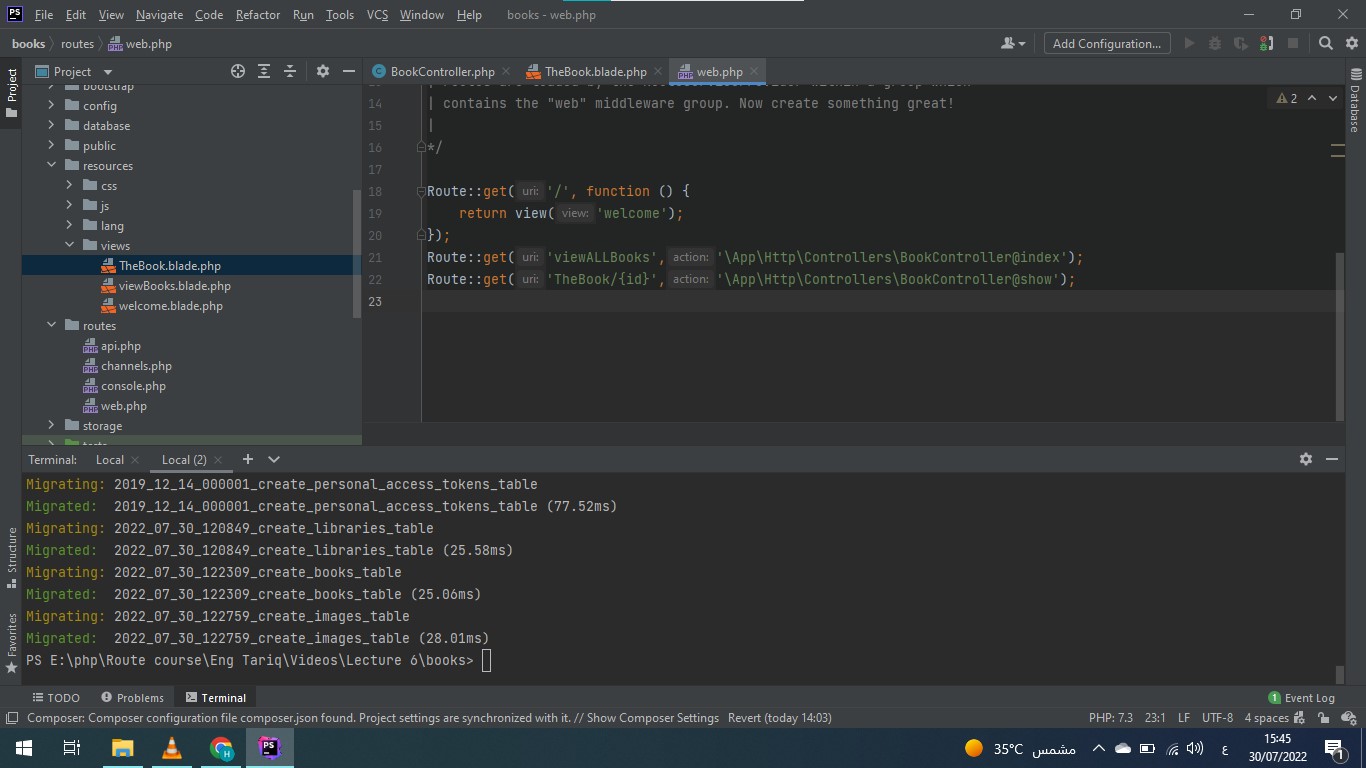 PS File Edit View Navigate Code Refactor Run Tools VCS Window Help books - web.php
books routes web.php Add Configuration...
Project
Project
BookController.php TheBook.blade.php web.php
Database
bootstrap
config
database
public
resources
css
js
lang
views
TheBook.blade.php
viewBooks.blade.php
welcome.blade.php
routes
api.php
channels.php
console.php
web.php
storage
tests
14 | contains the "web" middleware group. Now create something great!
15 |
16 */
17
18 Route::get( uri: '/', function () {
19 return view( view: 'welcome');
20 });
21 Route::get( uri: 'viewALLBooks', action: '\App\Http\Controllers\BookController@index');
22 Route::get( uri: 'TheBook/{id}', action: '\App\Http\Controllers\BookController@show');
23
2
Terminal: Local Local (2)
Migrating: 2019_12_14_000001_create_personal_access_tokens_table
Migrated: 2019_12_14_000001_create_personal_access_tokens_table (77.52ms)
Migrating: 2022_07_30_120849_create_libraries_table
Migrated: 2022_07_30_120849_create_libraries_table (25.58ms)
Migrating: 2022_07_30_122309_create_books_table
Migrated: 2022_07_30_122309_create_books_table (25.06ms)
Migrating: 2022_07_30_122759_create_images_table
Migrated: 2022_07_30_122759_create_images_table (28.01ms)
PS E:\php\Route course\Eng Tariq\Videos\Lecture 6\books>
Structure
Favorites
TODO Problems Terminal 1 Event Log
Composer: Composer configuration file composer.json found. Project settings are synchronized with it. // Show Composer Settings Revert (today 14:03) PHP: 7.3 23:1 LF UTF-8 4 spaces
H PS 35°C مشمس ع 15:45
30/07/2022 1